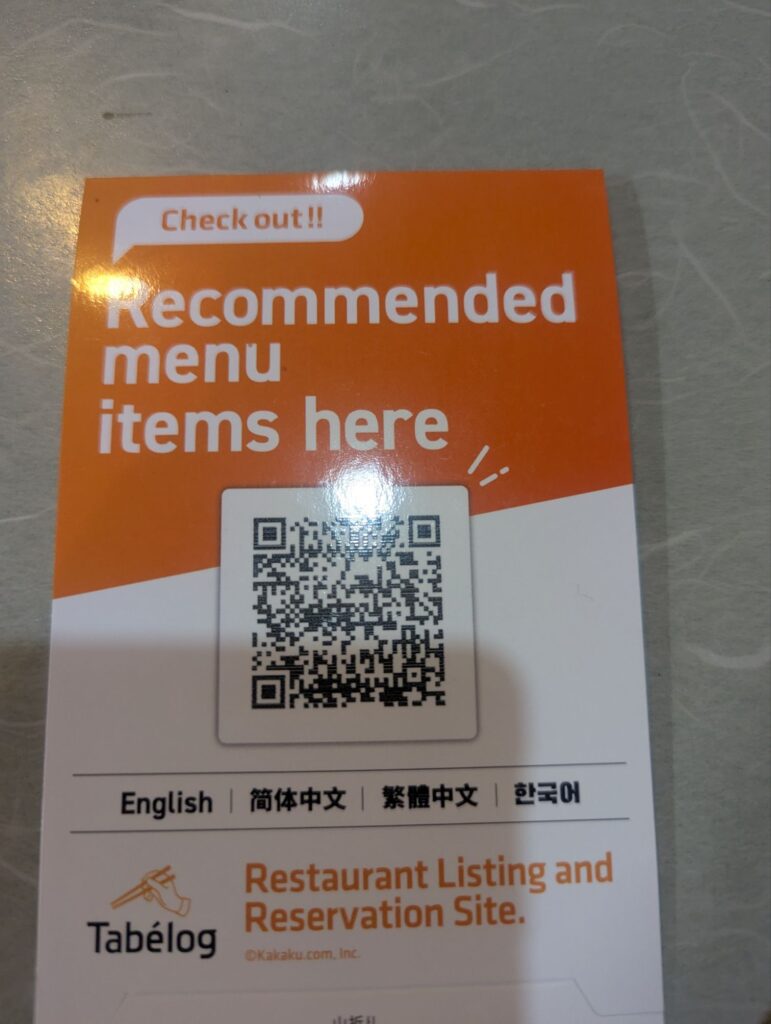 Check out!!
Recommended
menu
items here
English | 简体中文 | 繁體中文 | 한국어
Tabélog
Restaurant Listing and
Reservation Site.
©Kakaku.com, Inc.